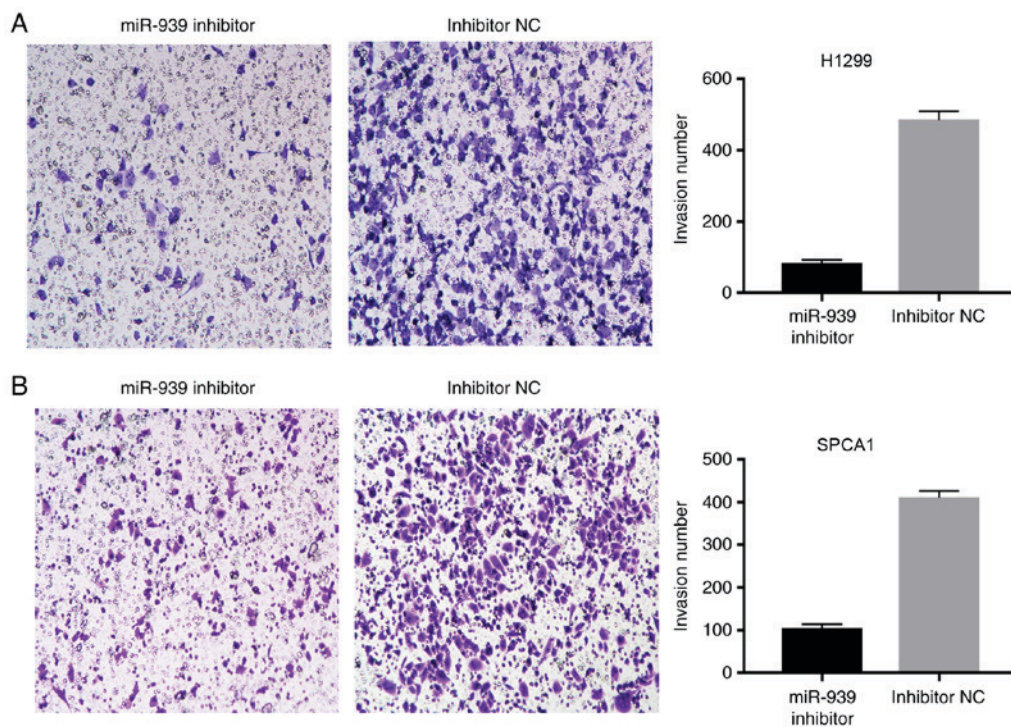 A
miR-939 inhibitor
Inhibitor NC
H1299
Invasion number
600
400
200
0
miR-939
inhibitor
Inhibitor NC
B
miR-939 inhibitor
Inhibitor NC
SPCA1
Invasion number
500
400
300
200
100
0
miR-939
inhibitor
Inhibitor NC